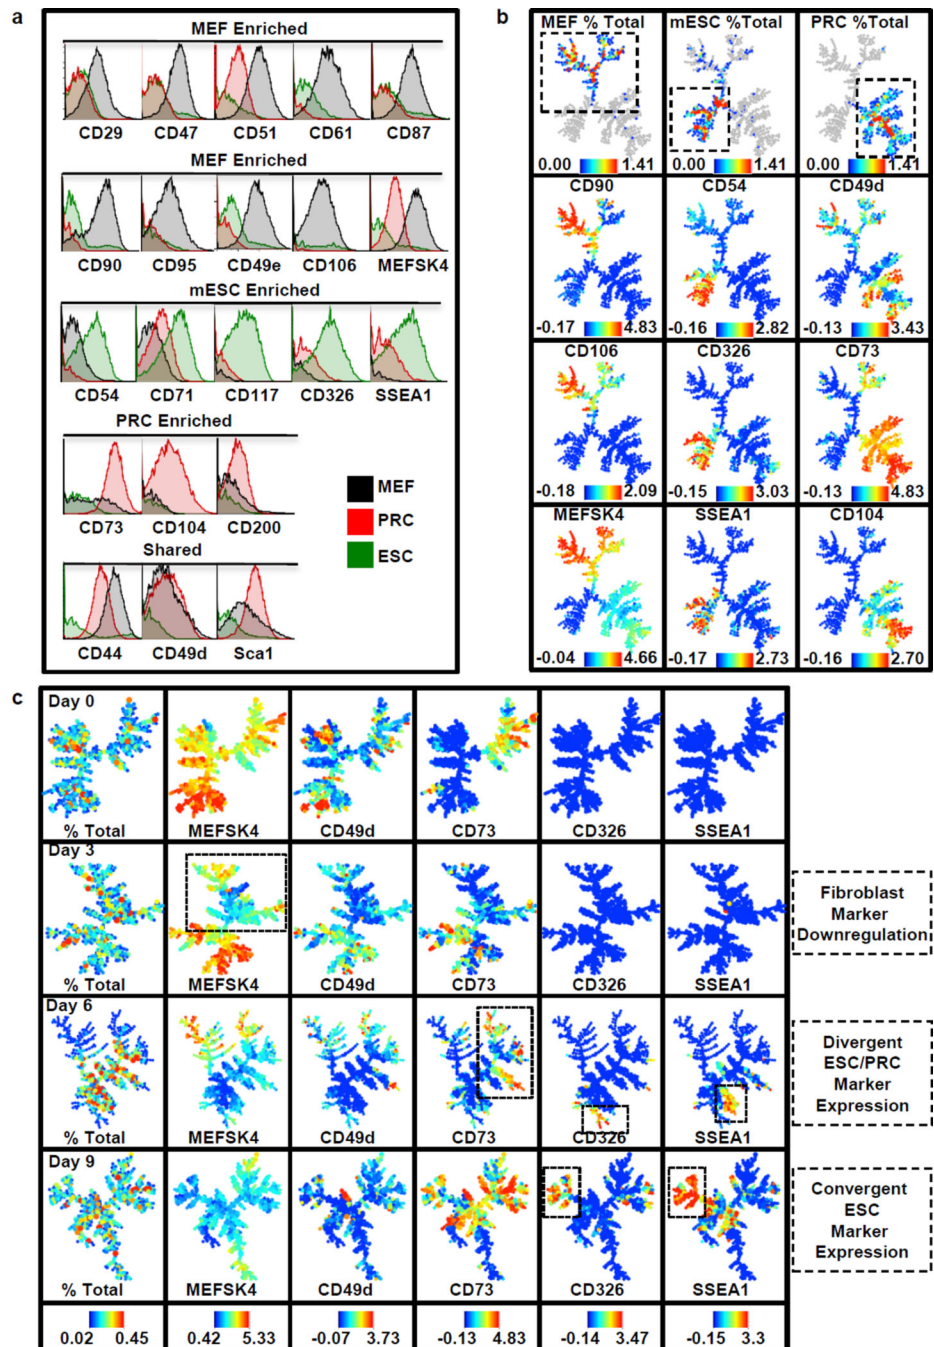 a
MEF Enriched
CD29 CD47 CD51 CD61 CD87
MEF Enriched
CD90 CD95 CD49e CD106 MEFSK4
mESC Enriched
CD54 CD71 CD117 CD326 SSEA1
PRC Enriched
CD73 CD104 CD200
MEF
PRC
ESC
Shared
CD44 CD49d Sca1
b
MEF % Total mESC %Total PRC %Total
0.00 1.41 0.00 1.41 0.00 1.41
CD90 CD54 CD49d
-0.17 4.83 -0.16 2.82 -0.13 3.43
CD106 CD326 CD73
-0.18 2.09 -0.15 3.03 -0.13 4.83
MEFSK4 SSEA1 CD104
-0.04 4.66 -0.17 2.73 -0.16 2.70
c
Day 0
% Total MEFSK4 CD49d CD73 CD326 SSEA1
Day 3
% Total MEFSK4 CD49d CD73 CD326 SSEA1
Fibroblast
Marker
Downregulation
Day 6
% Total MEFSK4 CD49d CD73 CD326 SSEA1
Divergent
ESC/PRC
Marker
Expression
Day 9
% Total MEFSK4 CD49d CD73 CD326 SSEA1
Convergent
ESC
Marker
Expression
0.02 0.45 0.42 5.33 -0.07 3.73 -0.13 4.83 -0.14 3.47 -0.15 3.3